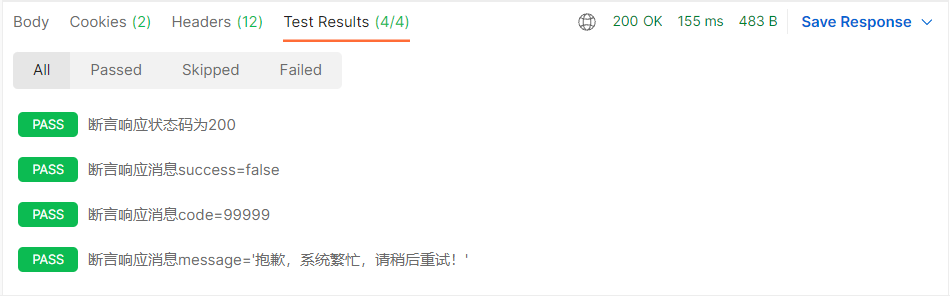 Body Cookies (2) Headers (12) Test Results (4/4) 200 OK 155 ms 483 B Save Response
All Passed Skipped Failed
PASS 断言响应状态码为200
PASS 断言响应消息success=false
PASS 断言响应消息code=99999
PASS 断言响应消息message='抱歉，系统繁忙，请稍后重试！'